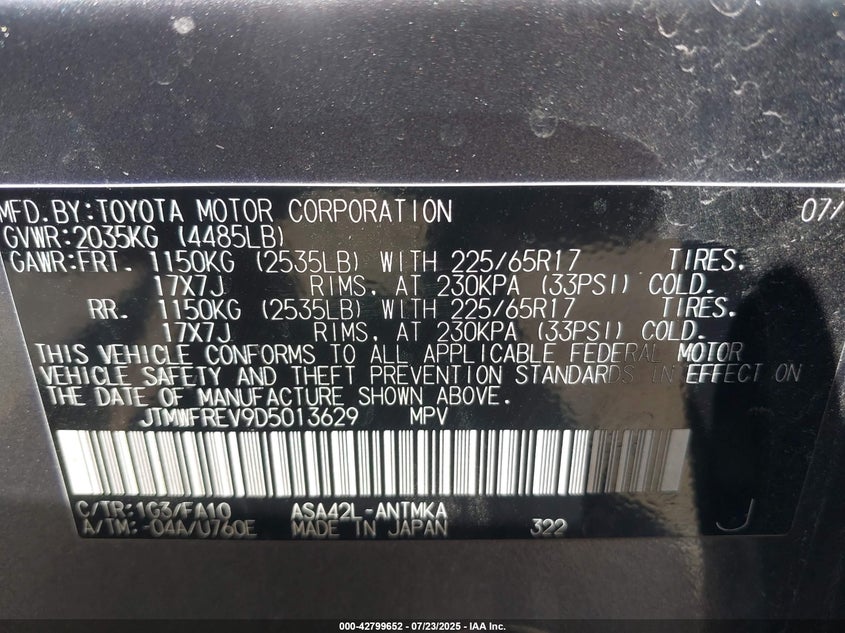 MFD.BY:TOYOTA MOTOR CORPORATION 07/
GVWR:2035KG (4485LB)
GAWR:FRT. 1150KG (2535LB) WITH 225/65R17 TIRES.
17X7J RIMS, AT 230KPA (33PSI) COLD.
RR. 1150KG (2535LB) WITH 225/65R17 TIRES.
17X7J RIMS, AT 230KPA (33PSI) COLD.
THIS VEHICLE CONFORMS TO ALL APPLICABLE FEDERAL MOTOR
VEHICLE SAFETY AND THEFT PREVENTION STANDARDS IN EFFECT ON
THE DATE OF MANUFACTURE SHOWN ABOVE.
JTMWFREV9D5013629 MPV
C/TR:1G3/FA10 ASA42L-ANTMKA
A/TM:-04A/U760E MADE IN JAPAN 322 J
000-42799652 / 07/23/2025 - IAA Inc.